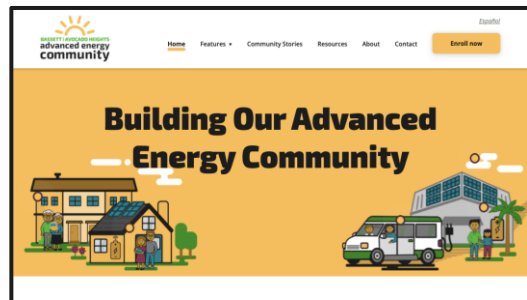 Español
BASSETT | AVOCADO HEIGHTS
advanced energy
community
Home Features Community Stories Resources About Contact Enroll now
Building Our Advanced
Energy Community